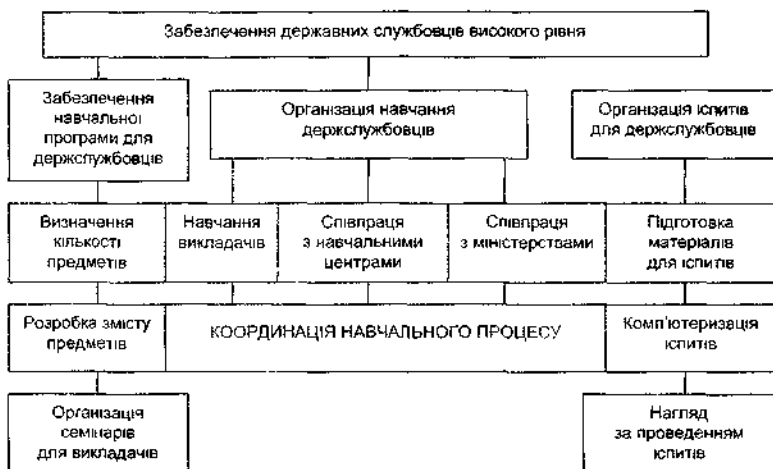 Забезпечення державних службовців високого рівня
Забезпечення
навчальної
програми для
держслужбовців
Організація навчання
держслужбовців
Організація іспитів
для держслужбовців
Визначення
кількості
предметів
Навчання
викладачів
Співпраця
з навчальними
центрами
Співпраця
з міністерствами
Підготовка
матеріалів
для іспитів
Розробка змісту
предметів
КООРДИНАЦІЯ НАВЧАЛЬНОГО ПРОЦЕСУ
Комп'ютеризація
іспитів
Організація
семінарів
для викладачів
Нагляд
за проведенням
іспитів